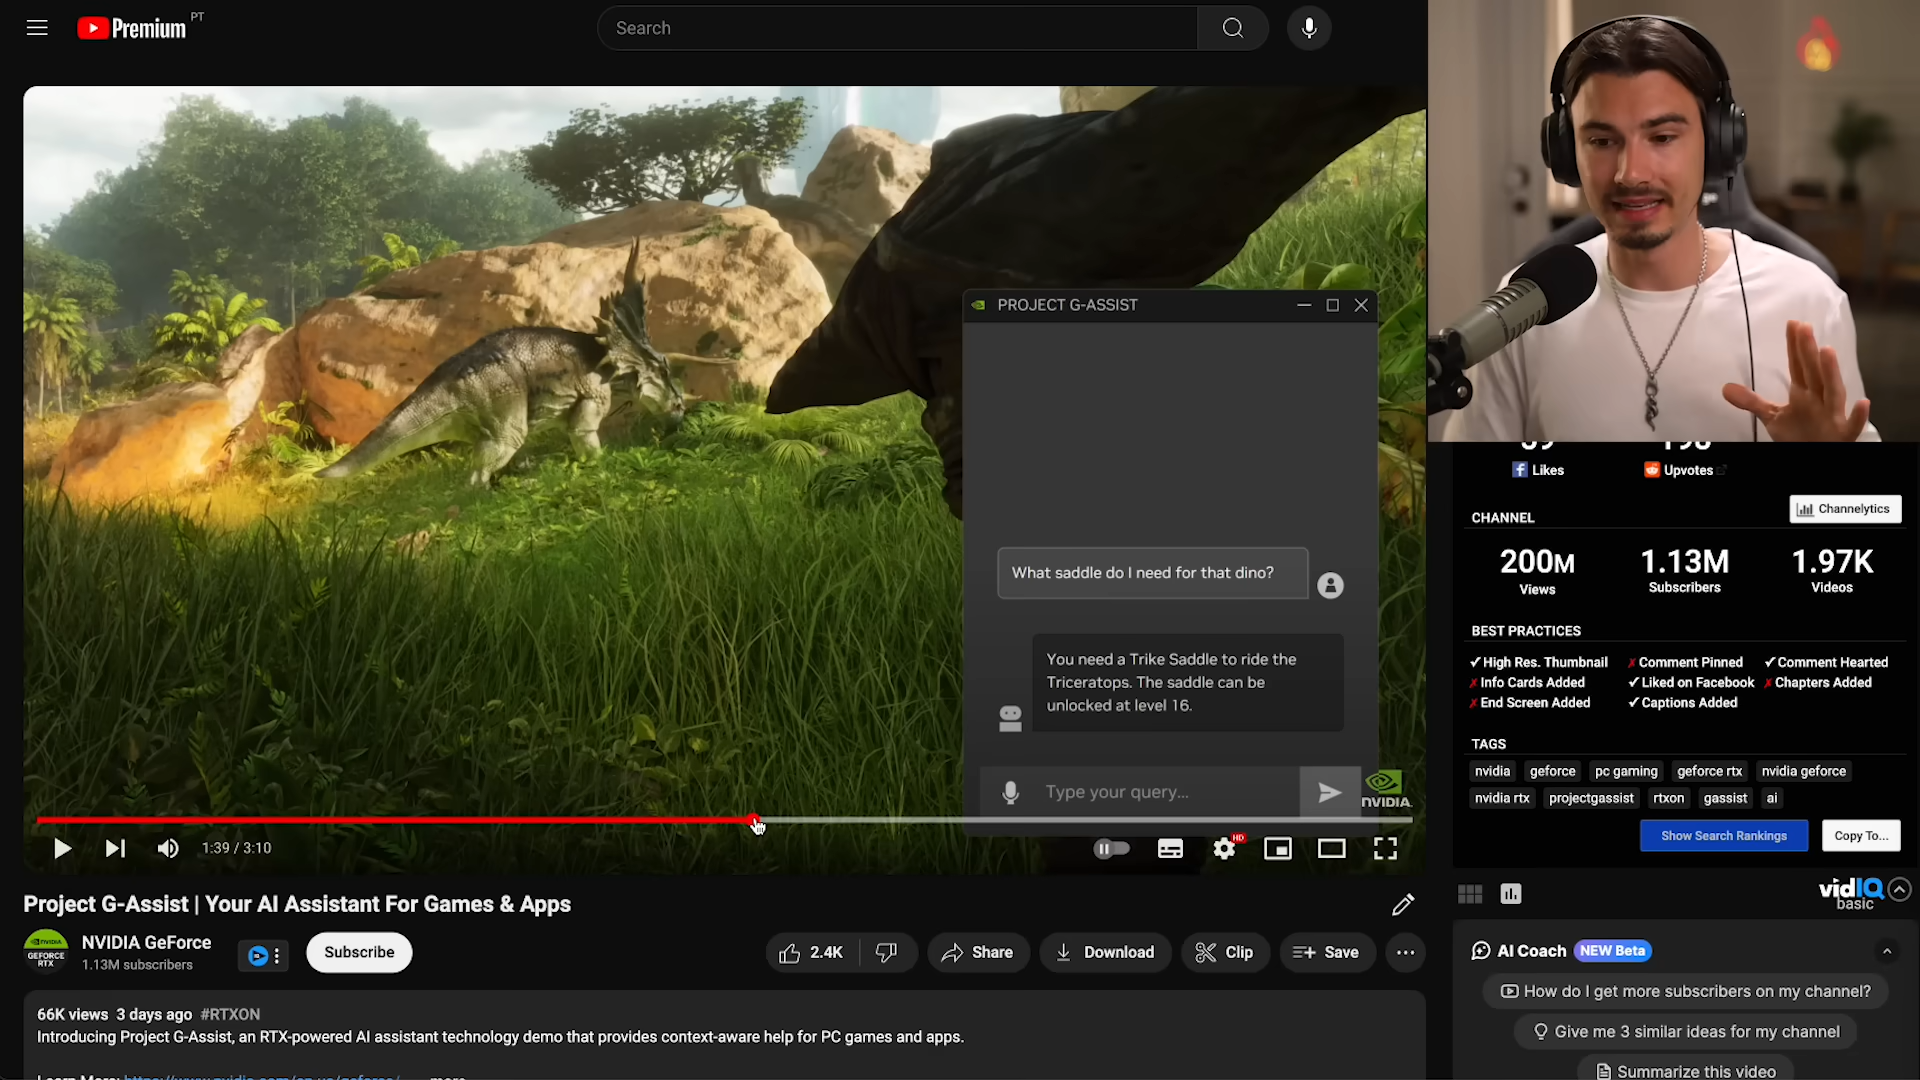 Premium PT
Search
PROJECT G-ASSIST
What saddle do I need for that dino?
You need a Trike Saddle to ride the
Triceratops. The saddle can be
unlocked at level 16.
Type your query...
NVIDIA.
1:39 / 3:10
HD
Project G-Assist | Your AI Assistant For Games & Apps
NVIDIA
GEFORCE
RTX
NVIDIA GeForce
1.13M subscribers
Subscribe
2.4K
Share
Download
Clip
Save
66K views 3 days ago #RTXON
Introducing Project G-Assist, an RTX-powered AI assistant technology demo that provides context-aware help for PC games and apps.
Likes
Upvotes
CHANNEL
Channelytics
200M 1.13M 1.97K
Views Subscribers Videos
BEST PRACTICES
✓High Res. Thumbnail ✗Comment Pinned ✓Comment Hearted
✗Info Cards Added ✓Liked on Facebook ✗Chapters Added
✗End Screen Added ✓Captions Added
TAGS
nvidia geforce pc gaming geforce rtx nvidia geforce
nvidia rtx projectgassist rtxon gassist ai
Show Search Rankings Copy To...
vidIQ
basic
AI Coach NEW Beta
How do I get more subscribers on my channel?
Give me 3 similar ideas for my channel
Summarize this video